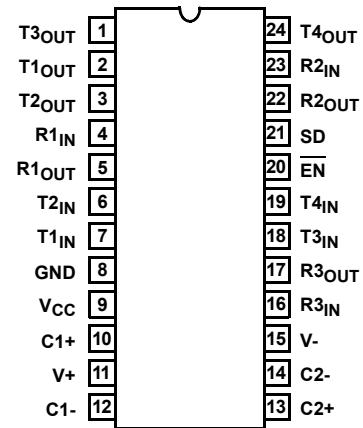 T3OUT 1 24 T4OUT
T1OUT 2 23 R2IN
T2OUT 3 22 R2OUT
R1IN 4 21 SD
R1OUT 5 20 EN
T2IN 6 19 T4IN
T1IN 7 18 T3IN
GND 8 17 R3OUT
VCC 9 16 R3IN
C1+ 10 15 V-
V+ 11 14 C2-
C1- 12 13 C2+